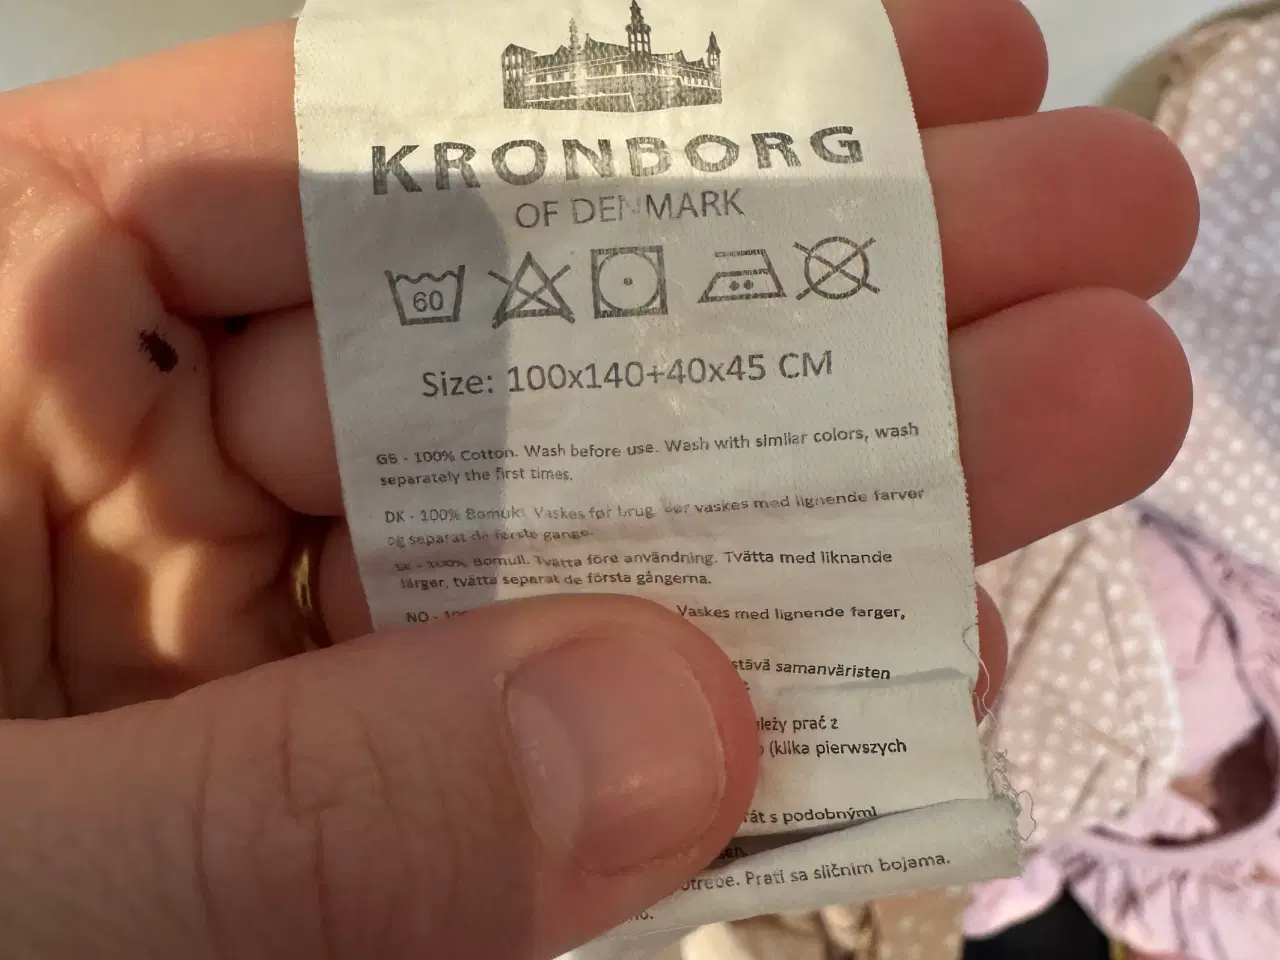 KRONBORG
OF DENMARK
60
Size: 100x140+40x45 CM
GB - 100% Cotton. Wash before use. Wash with similar colors, wash
separately the first times.
DK - 100% Bomuld. Vaskes før brug. Bør vaskes med lignende farver
og separat de første gange.
SE - 100% Bomull. Tvätta före användning. Tvätta med liknande
färger, tvätta separat de första gångerna.
NO - Vaskes med lignende farger,
samanväristen
prać z
(kilka pierwszych
s podobnými
Prati sa sličnim bojama.